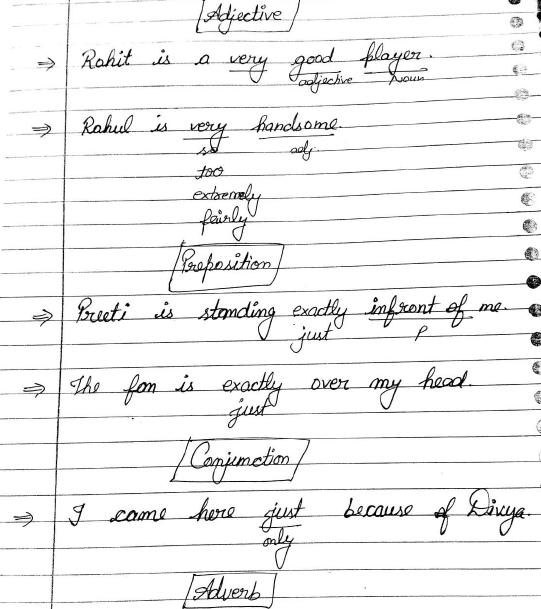 Adjective
⇒ Rohit is a very good player.
adjective Noun
⇒ Rahul is very handsome.
so adj.
too
extremely
fairly
Preposition
⇒ Preeti is standing exactly infront of me.
just P
⇒ The fan is exactly over my head.
just
Conjunction
⇒ I came here just because of Divya.
only
Adverb